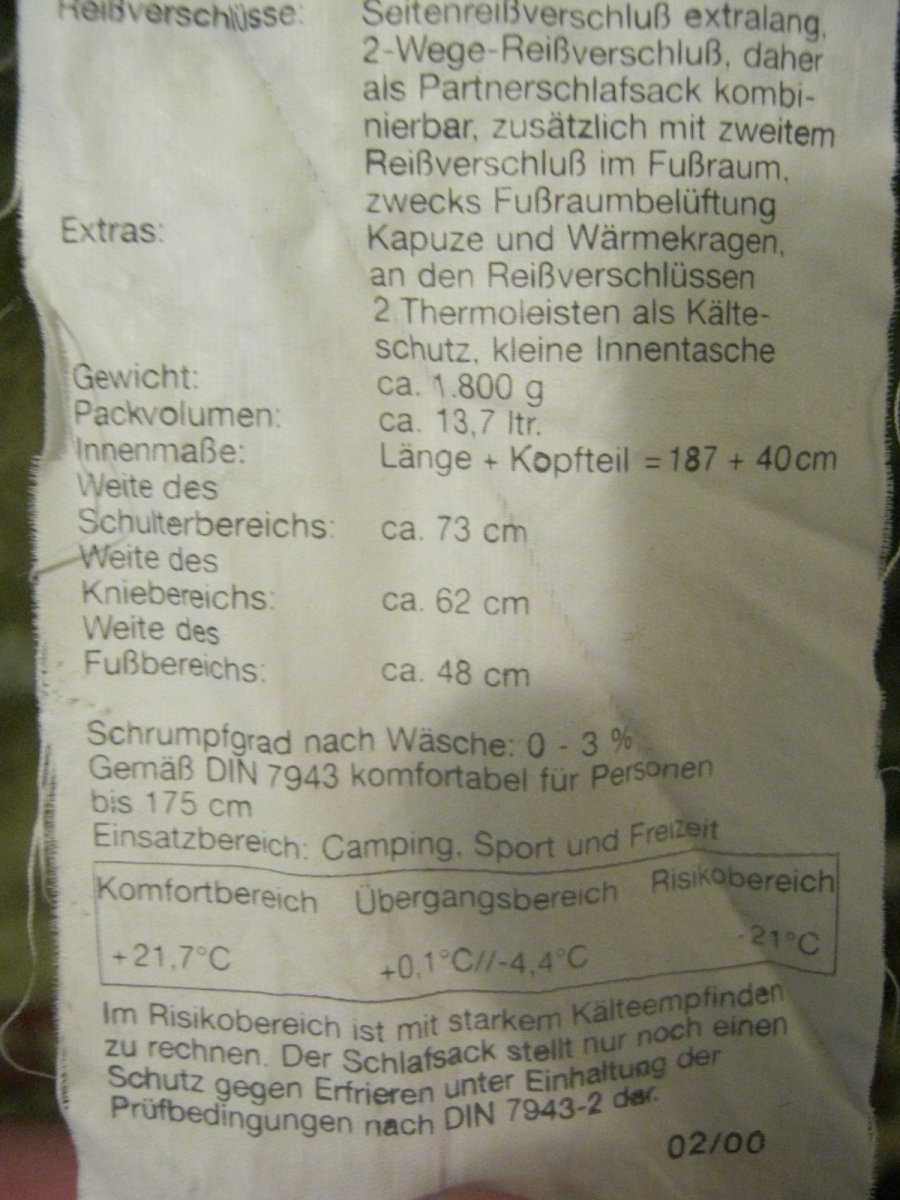 Reißverschlüsse: Seitenreißverschluß extralang,
2-Wege-Reißverschluß, daher
als Partnerschlafsack kombi-
nierbar, zusätzlich mit zweitem
Reißverschluß im Fußraum,
zwecks Fußraumbelüftung
Extras: Kapuze und Wärmekragen,
an den Reißverschlüssen
2 Thermoleisten als Kälte-
schutz, kleine Innentasche
Gewicht: ca. 1.800 g
Packvolumen: ca. 13,7 ltr.
Innenmaße: Länge + Kopfteil = 187 + 40cm
Weite des
Schulterbereichs: ca. 73 cm
Weite des
Kniebereichs: ca. 62 cm
Weite des
Fußbereichs: ca. 48 cm
Schrumpfgrad nach Wäsche: 0 - 3 %
Gemäß DIN 7943 komfortabel für Personen
bis 175 cm
Einsatzbereich: Camping, Sport und Freizeit
Komfortbereich Übergangsbereich Risikobereich
+21,7°C +0,1°C//-4,4°C -21°C
Im Risikobereich ist mit starkem Kälteempfinden
zu rechnen. Der Schlafsack stellt nur noch einen
Schutz gegen Erfrieren unter Einhaltung der
Prüfbedingungen nach DIN 7943-2 dar.
02/00